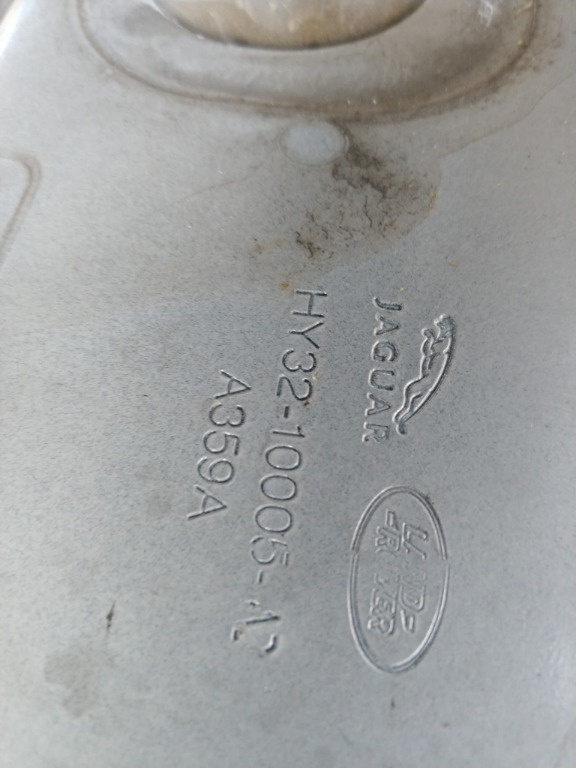 JAGUAR
LAND-
-ROVER
HY32-10005-A
A359A